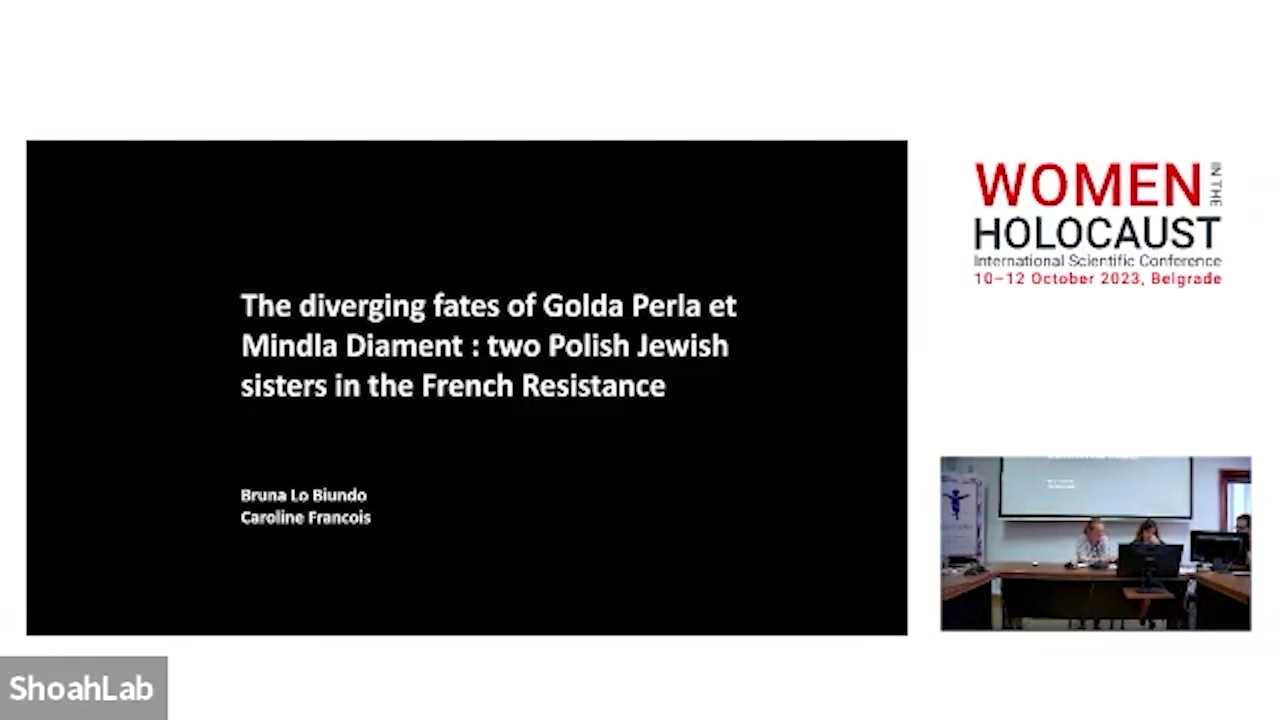 The diverging fates of Golda Perla et
Mindla Diament : two Polish Jewish
sisters in the French Resistance
Bruna Lo Biundo
Caroline Francois
WOMEN IN THE
HOLOCAUST
International Scientific Conference
10–12 October 2023, Belgrade
ShoahLab